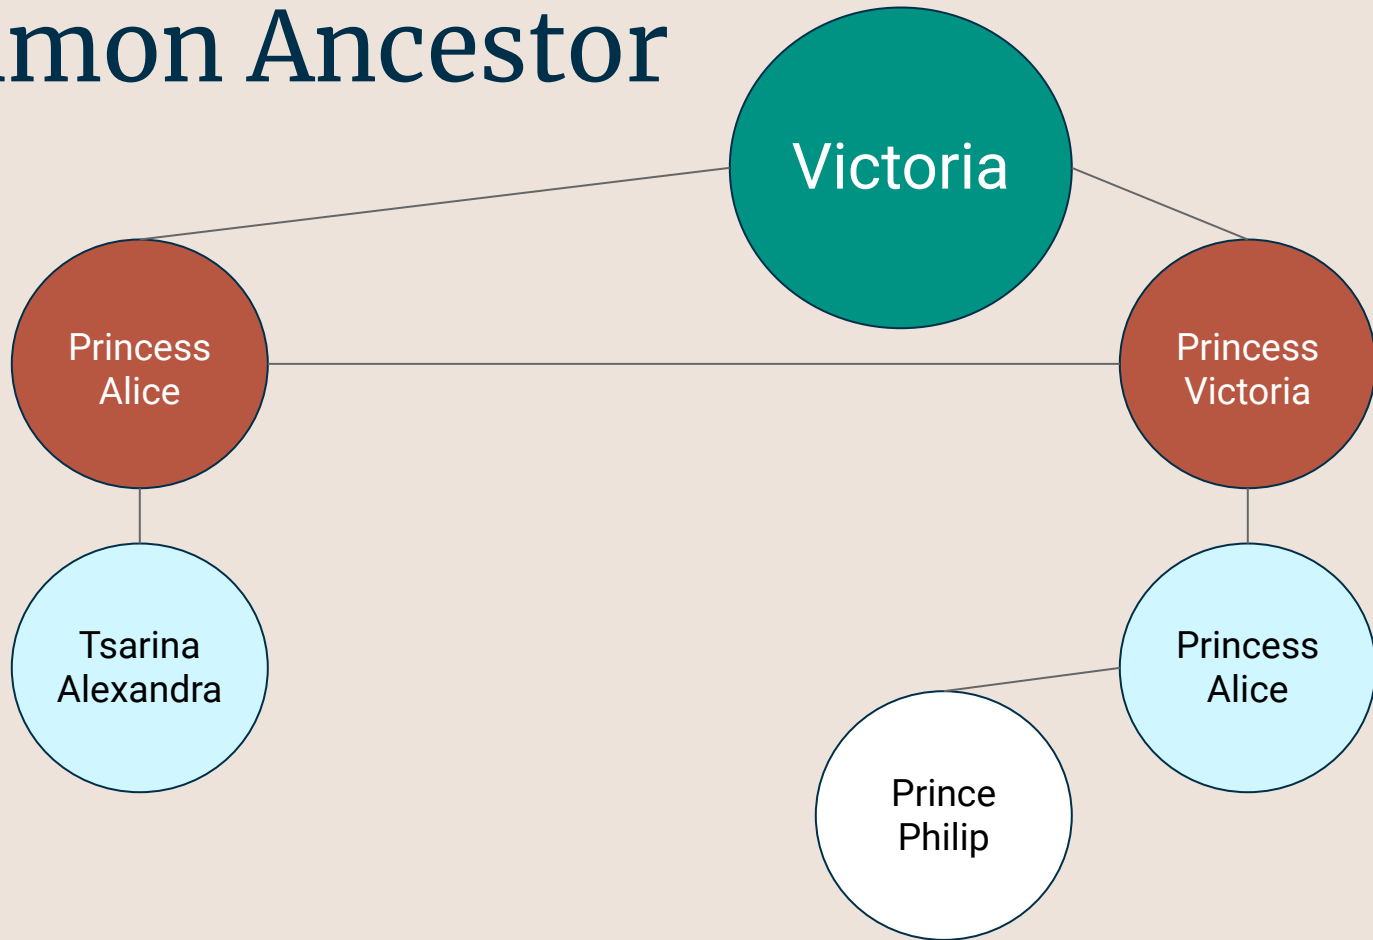 mon Ancestor
Victoria
Princess
Alice
Princess
Victoria
Tsarina
Alexandra
Princess
Alice
Prince
Philip